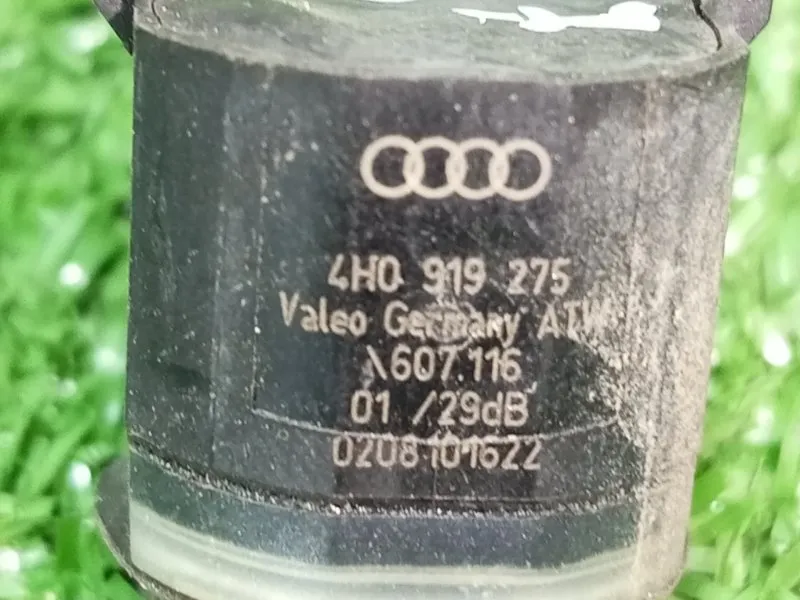 4H0 919 275
Valeo Germany ATW
\607.116
01 /29dB
0208101622